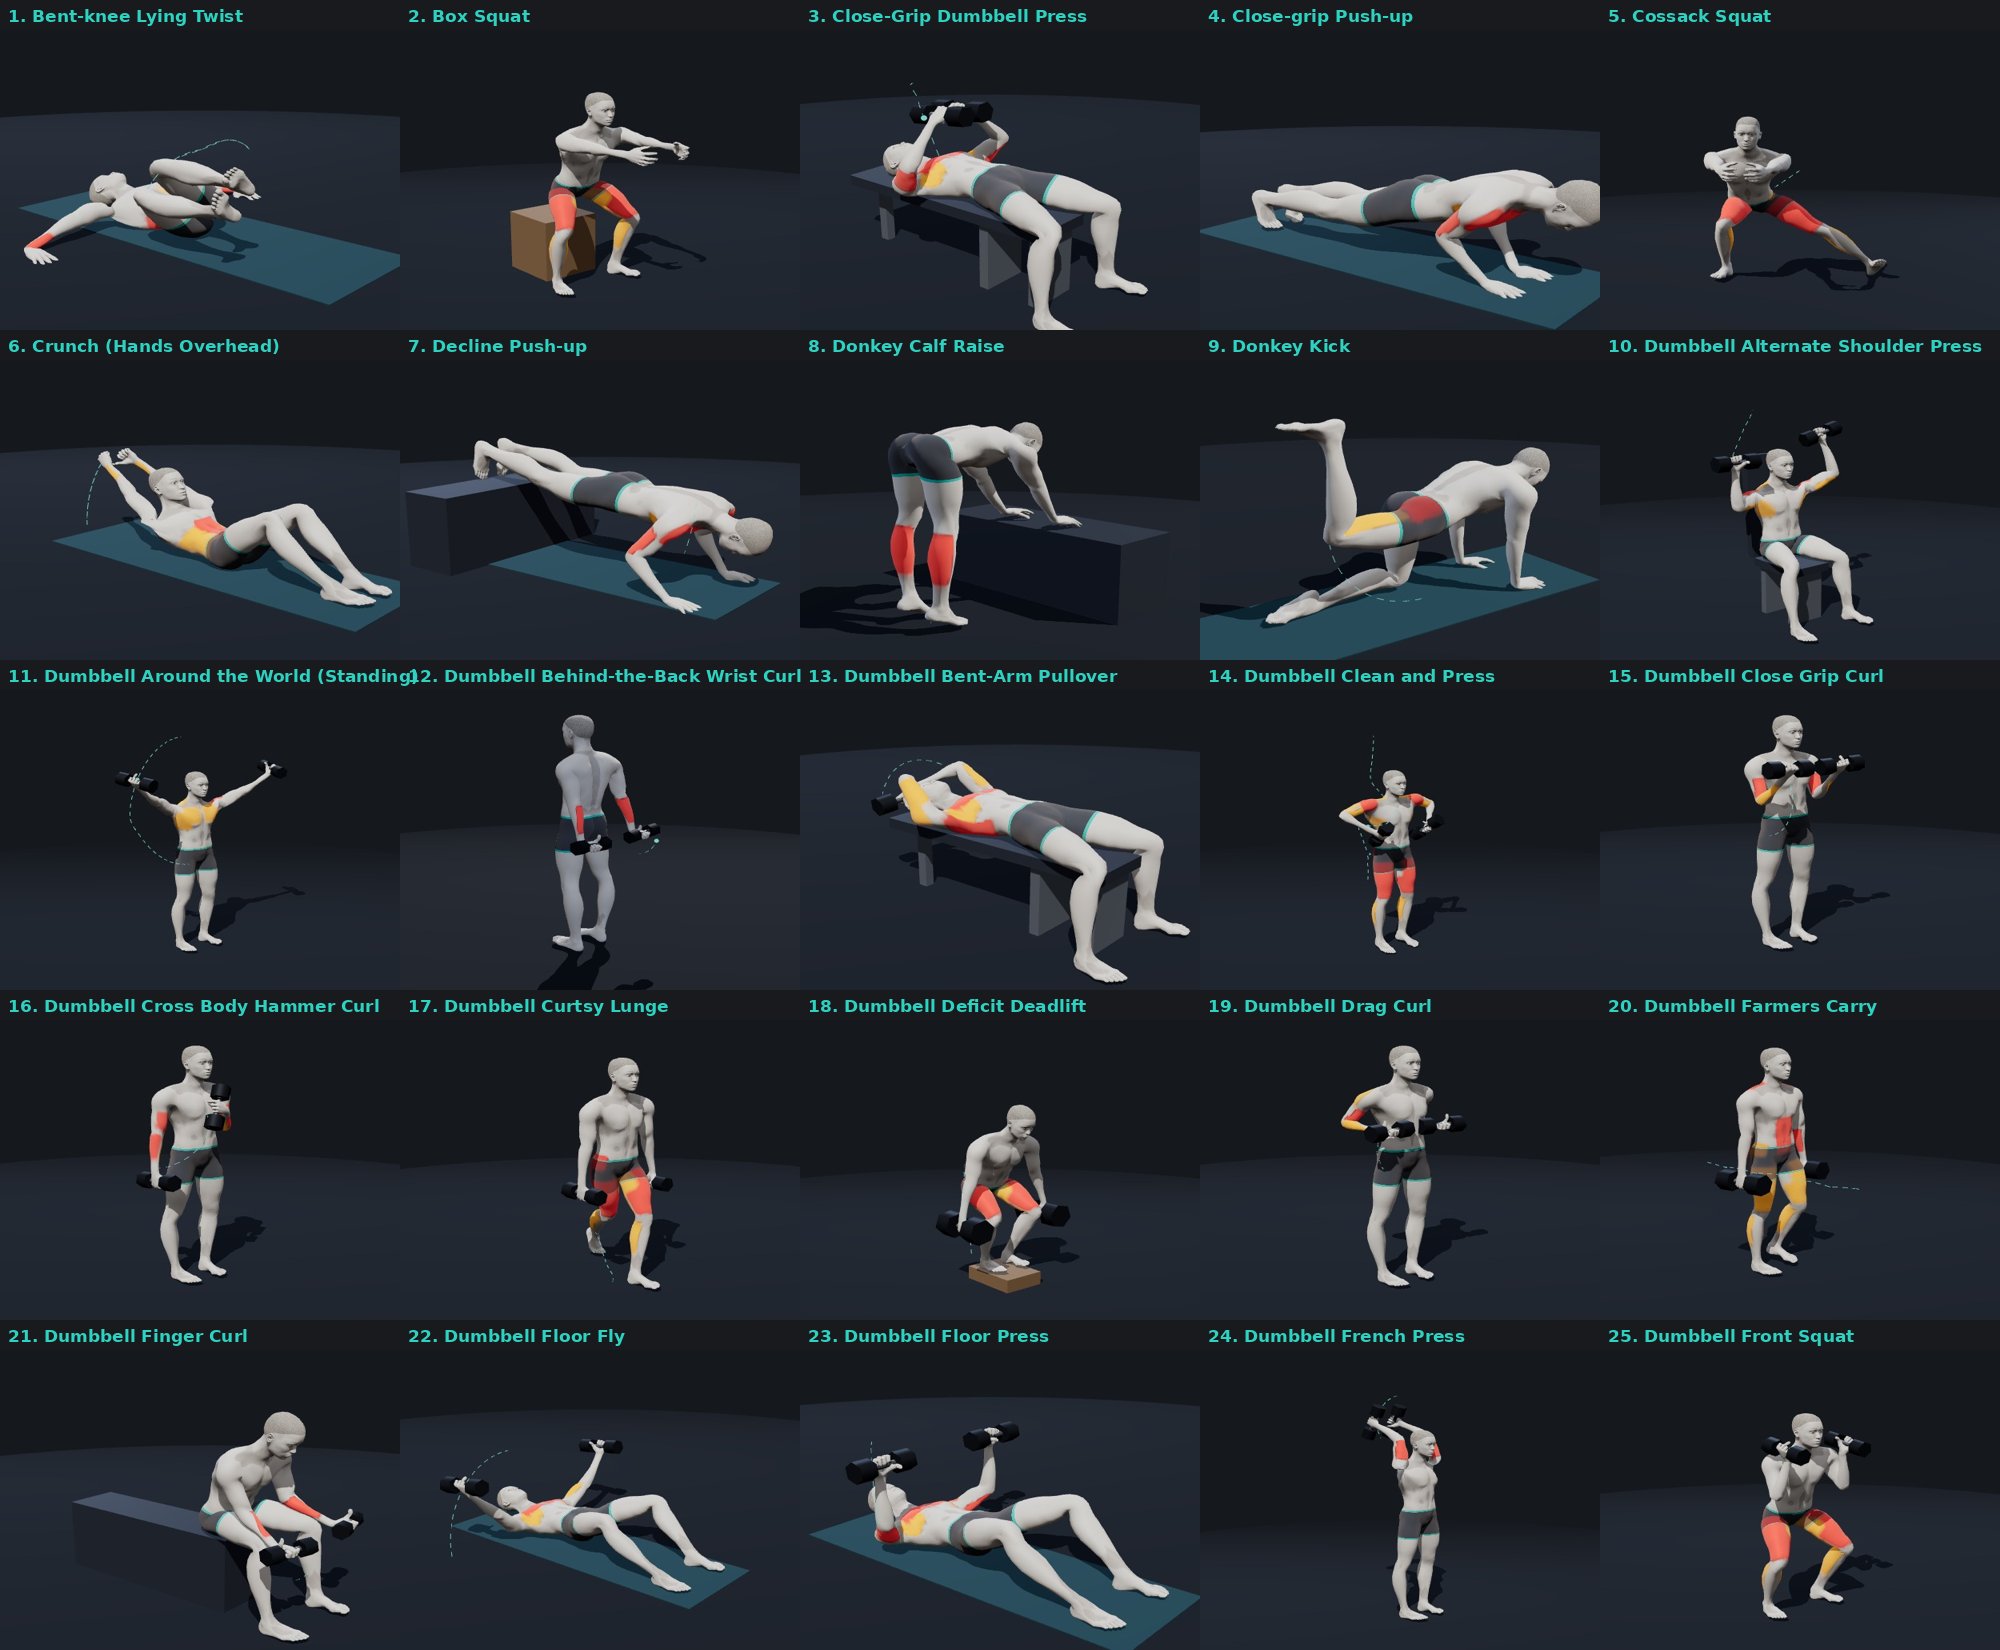 1. Bent-knee Lying Twist
2. Box Squat
3. Close-Grip Dumbbell Press
4. Close-grip Push-up
5. Cossack Squat
6. Crunch (Hands Overhead)
7. Decline Push-up
8. Donkey Calf Raise
9. Donkey Kick
10. Dumbbell Alternate Shoulder Press
11. Dumbbell Around the World (Standing)
12. Dumbbell Behind-the-Back Wrist Curl
13. Dumbbell Bent-Arm Pullover
14. Dumbbell Clean and Press
15. Dumbbell Close Grip Curl
16. Dumbbell Cross Body Hammer Curl
17. Dumbbell Curtsy Lunge
18. Dumbbell Deficit Deadlift
19. Dumbbell Drag Curl
20. Dumbbell Farmers Carry
21. Dumbbell Finger Curl
22. Dumbbell Floor Fly
23. Dumbbell Floor Press
24. Dumbbell French Press
25. Dumbbell Front Squat